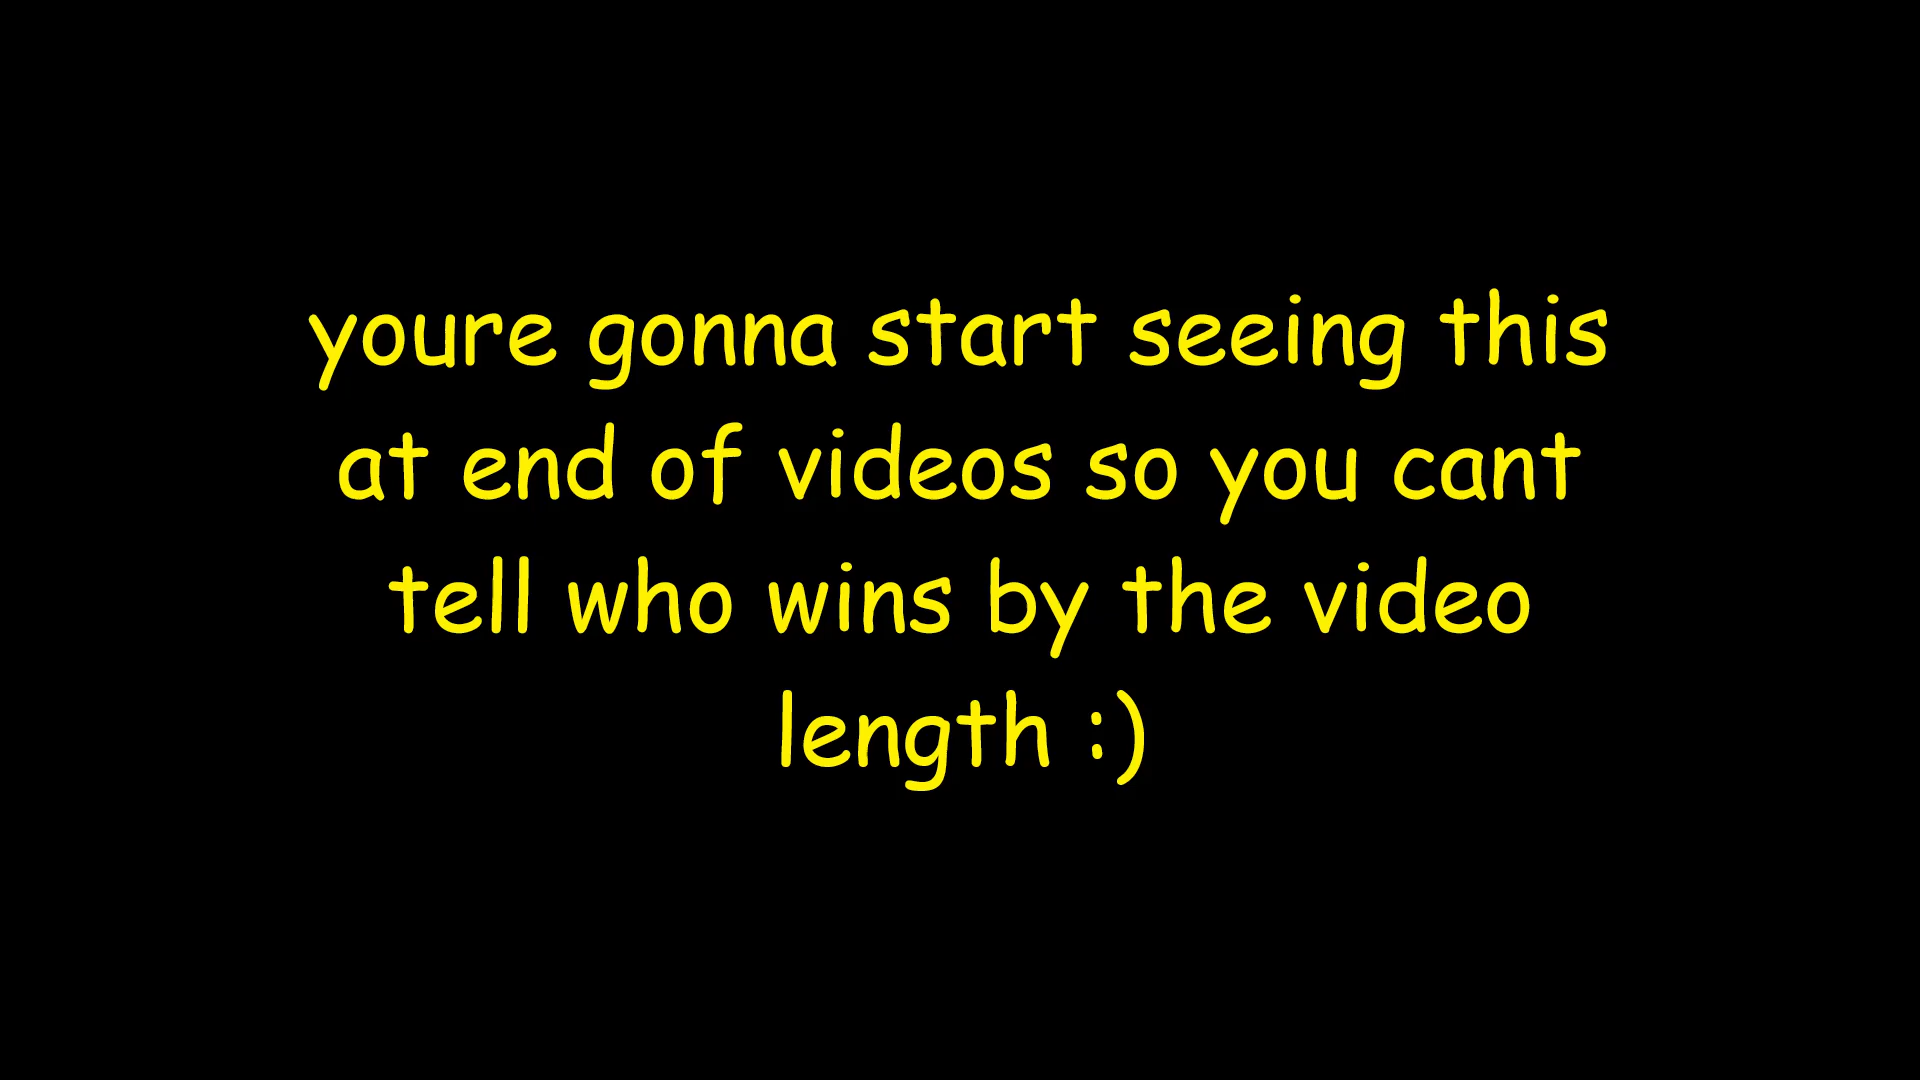 youre gonna start seeing this
at end of videos so you cant
tell who wins by the video
length :)